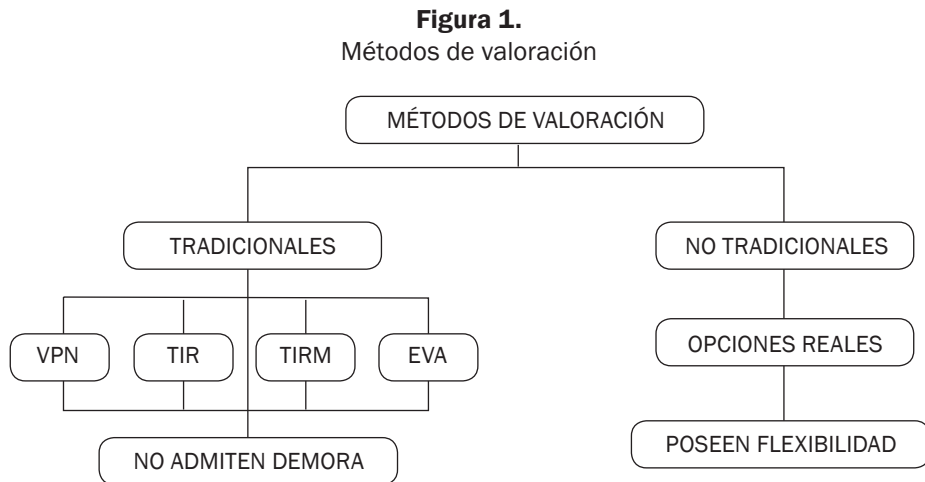 Figura 1.
Métodos de valoración
MÉTODOS DE VALORACIÓN
TRADICIONALES
NO TRADICIONALES
VPN
TIR
TIRM
EVA
OPCIONES REALES
NO ADMITEN DEMORA
POSEEN FLEXIBILIDAD